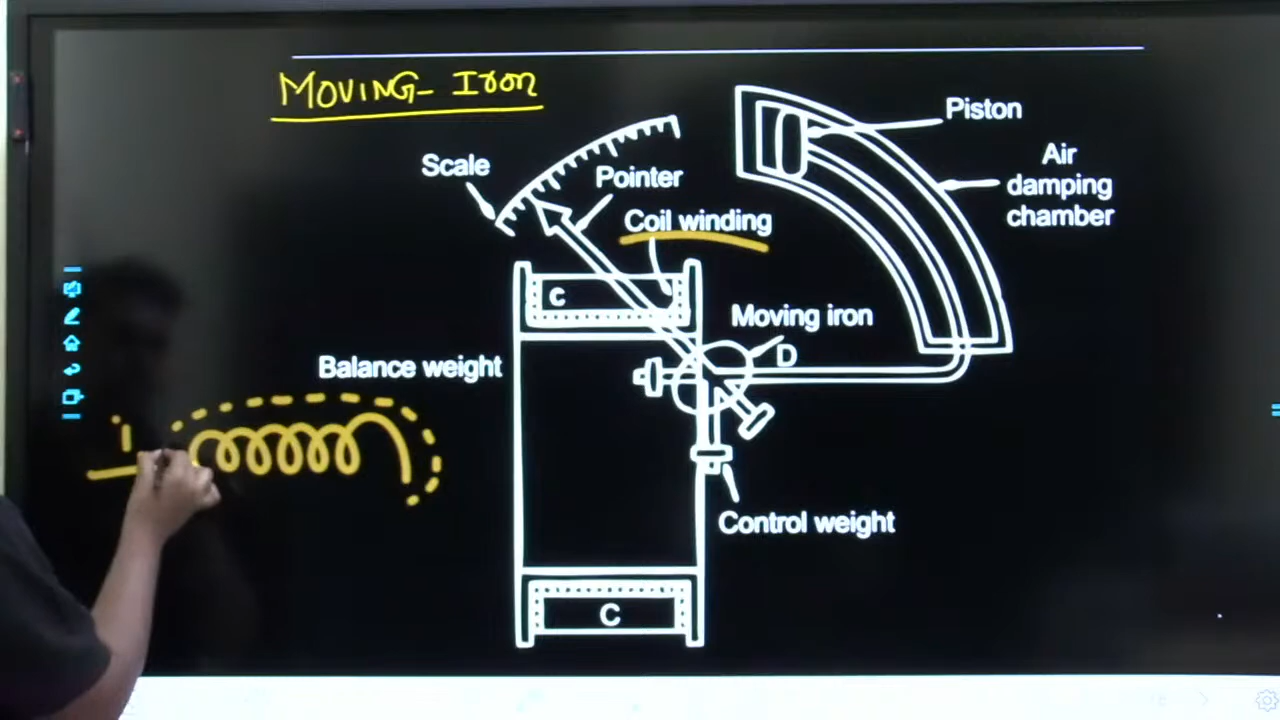 MOVING- Iron
Piston
Scale
Pointer
Air
damping
chamber
Coil winding
C
Moving iron
D
Balance weight
i
Control weight
C